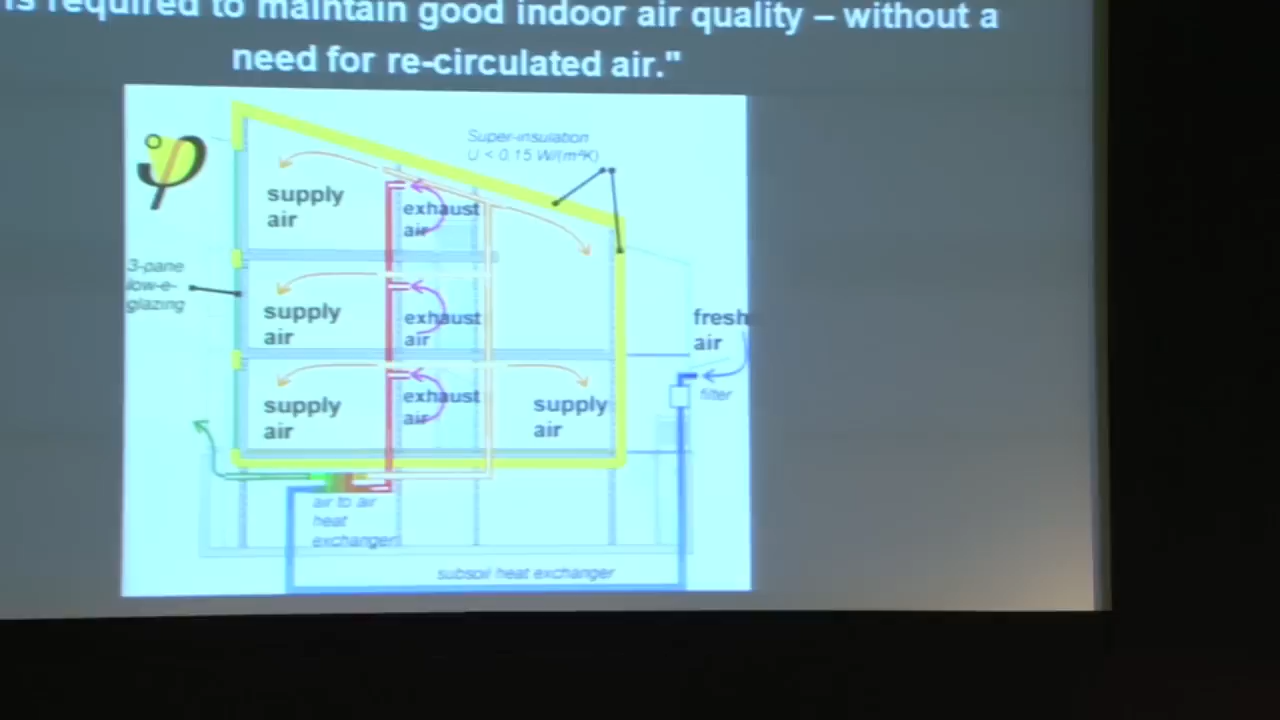 is required to maintain good indoor air quality – without a
need for re-circulated air."
Super-insulation
U < 0.15 W/(m²K)
supply
air
exhaust
air
3-pane
low-e-
glazing
supply
air
exhaust
air
fresh
air
filter
supply
air
exhaust
air
supply
air
air to air
heat
exchanger
subsoil heat exchanger